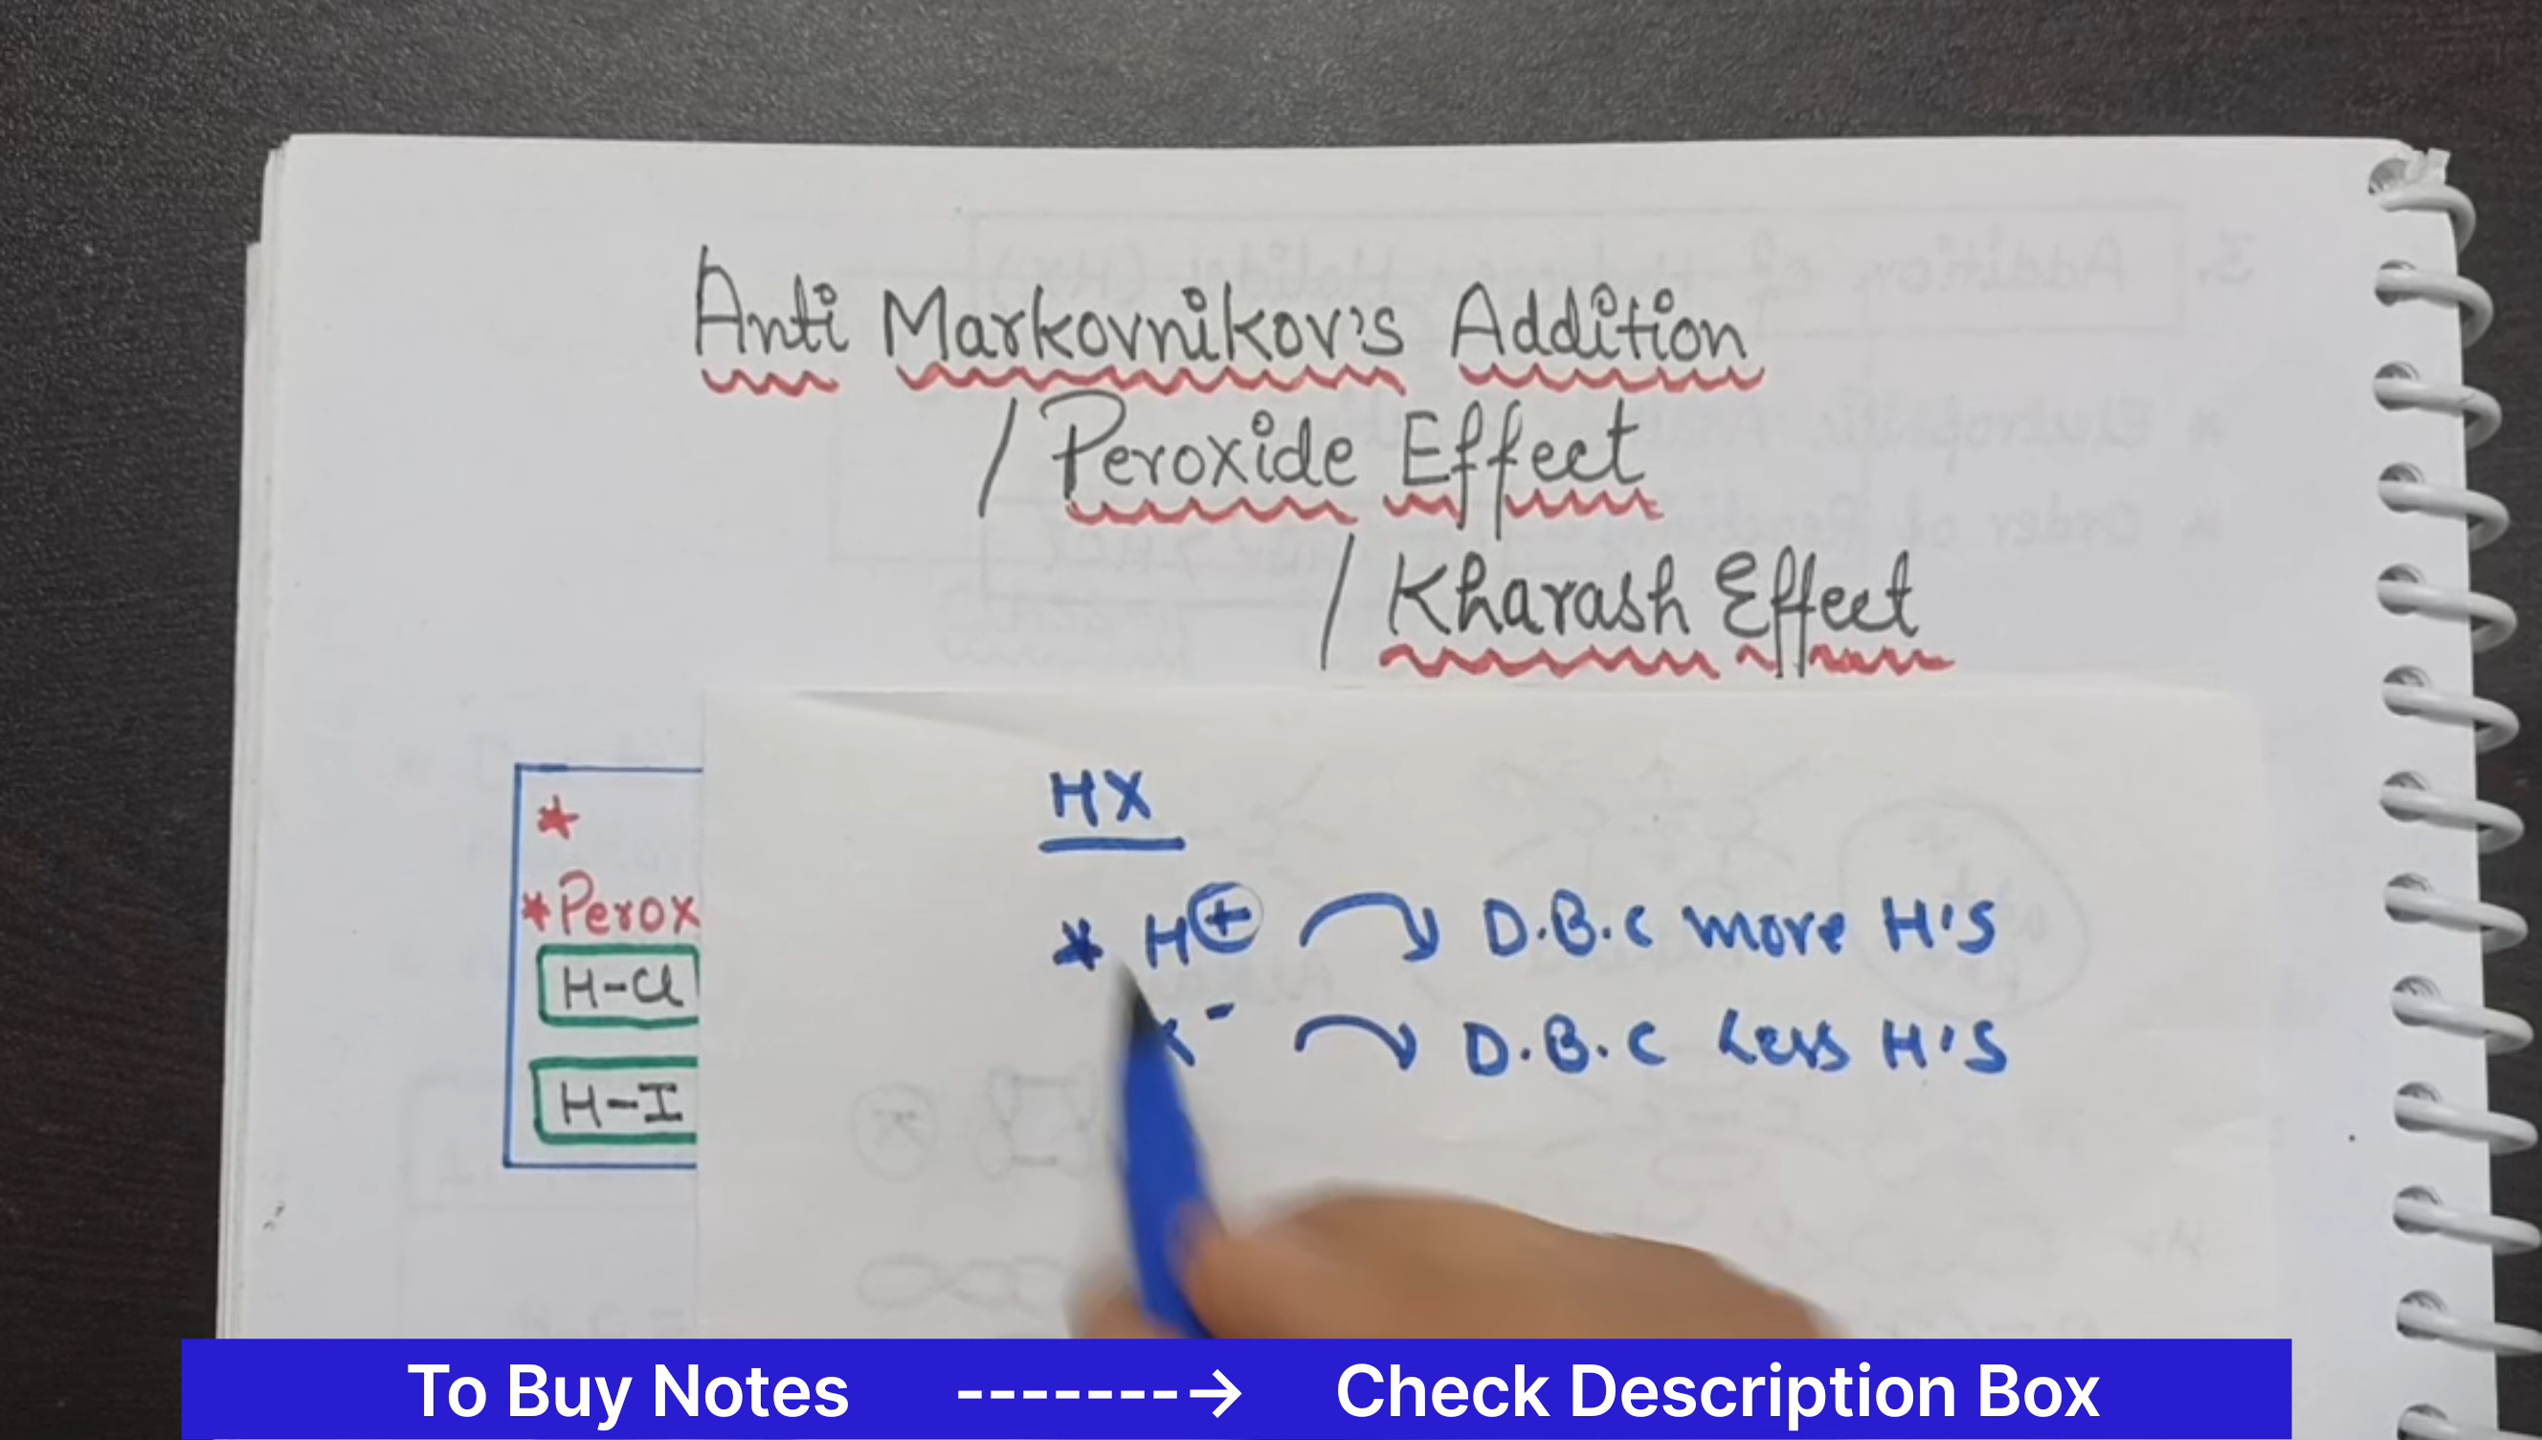 Anti Markovnikov's Addition
/ Peroxide Effect
/ Kharash Effect
HX
* H⊕ ⤵ D.B.C more H's
- ⤵ D.B.C Less H's
*
*Perox
H-Cl
H-I
To Buy Notes -------→ Check Description Box